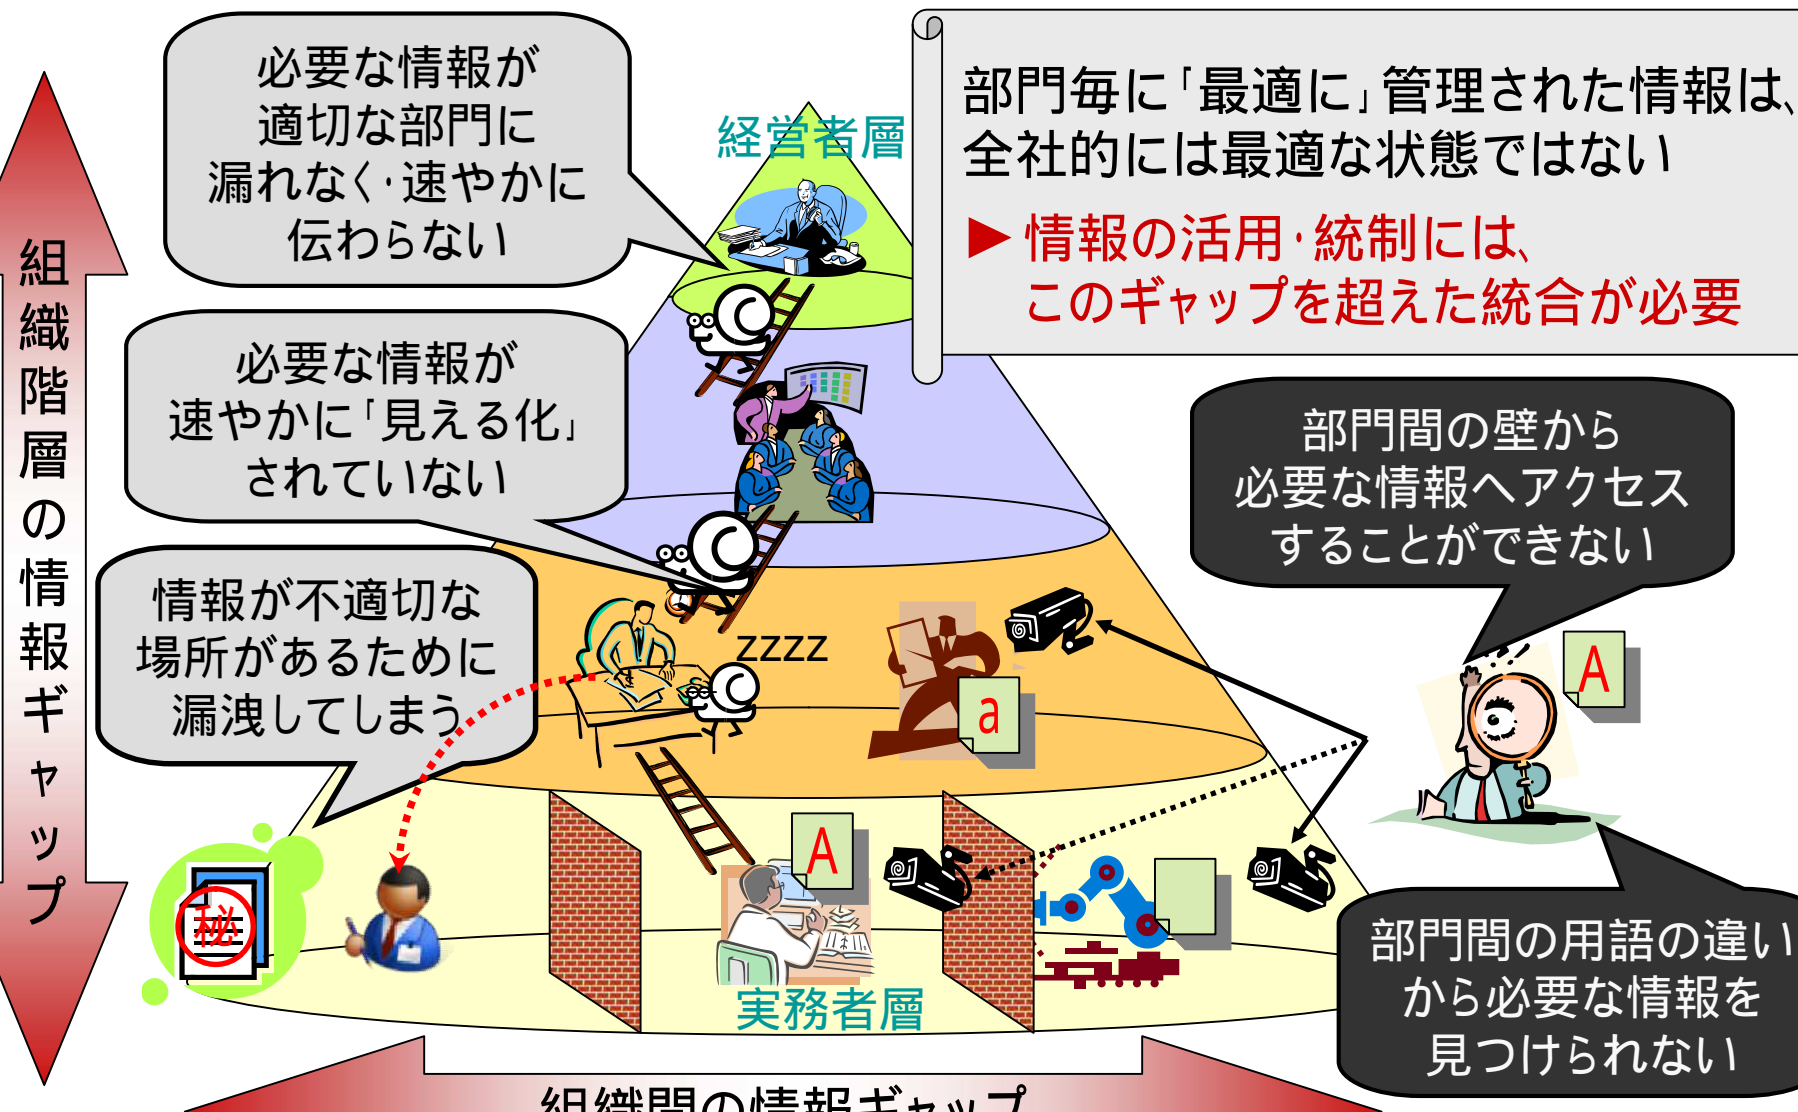 必要な情報が
適切な部門に
漏れなく・速やかに
伝わらない
部門毎に「最適に」管理された情報は、
全社的には最適な状態ではない
▶情報の活用・統制には、
このギャップを超えた統合が必要
経営者層
必要な情報が
速やかに「見える化」
されていない
部門間の壁から
必要な情報へアクセス
することができない
組織階層の情報ギャップ
情報が不適切な
場所があるために
漏洩してしまう
zzzz
a
A
A
秘
実務者層
部門間の用語の違い
から必要な情報を
見つけられない
組織間の情報ギャップ